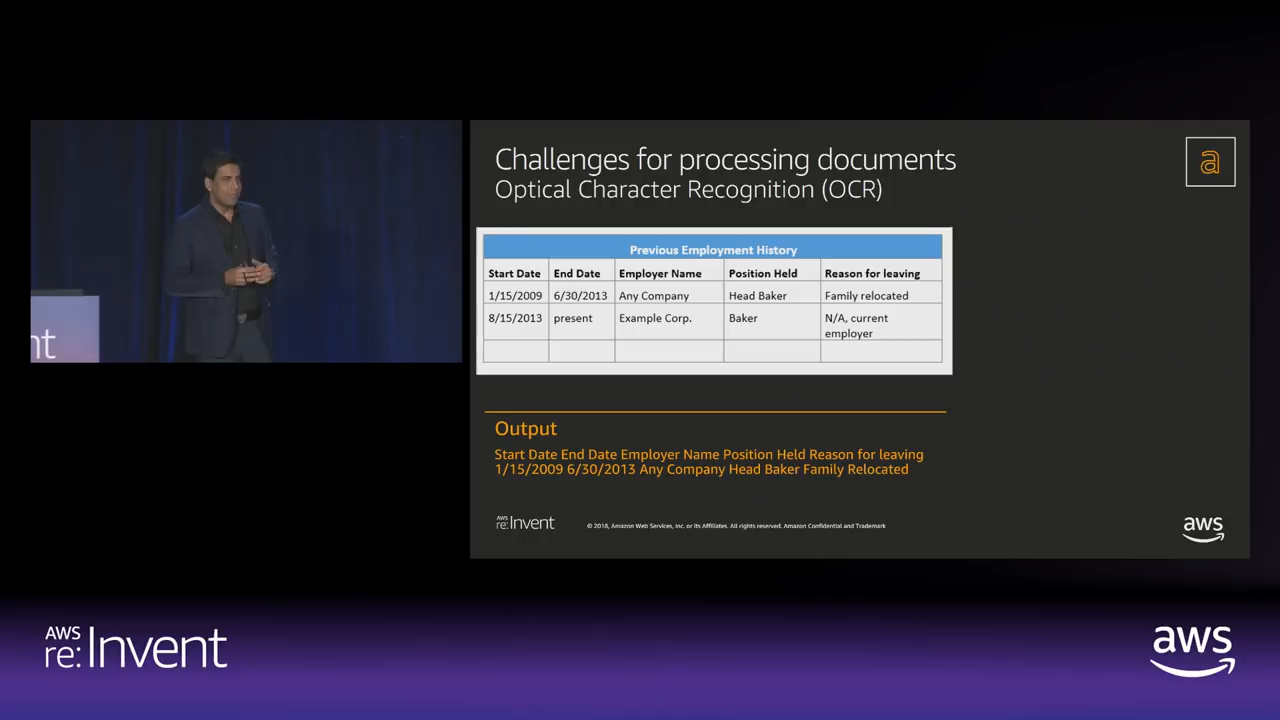 Challenges for processing documents
Optical Character Recognition (OCR)
a
Previous Employment History
Start Date End Date Employer Name Position Held Reason for leaving
1/15/2009 6/30/2013 Any Company Head Baker Family relocated
8/15/2013 present Example Corp. Baker N/A, current
employer
nt
Output
Start Date End Date Employer Name Position Held Reason for leaving
1/15/2009 6/30/2013 Any Company Head Baker Family Relocated
AWS
re:Invent
© 2018, Amazon Web Services, Inc. or its Affiliates. All rights reserved. Amazon Confidential and Trademark
aws
AWS
re:Invent
aws